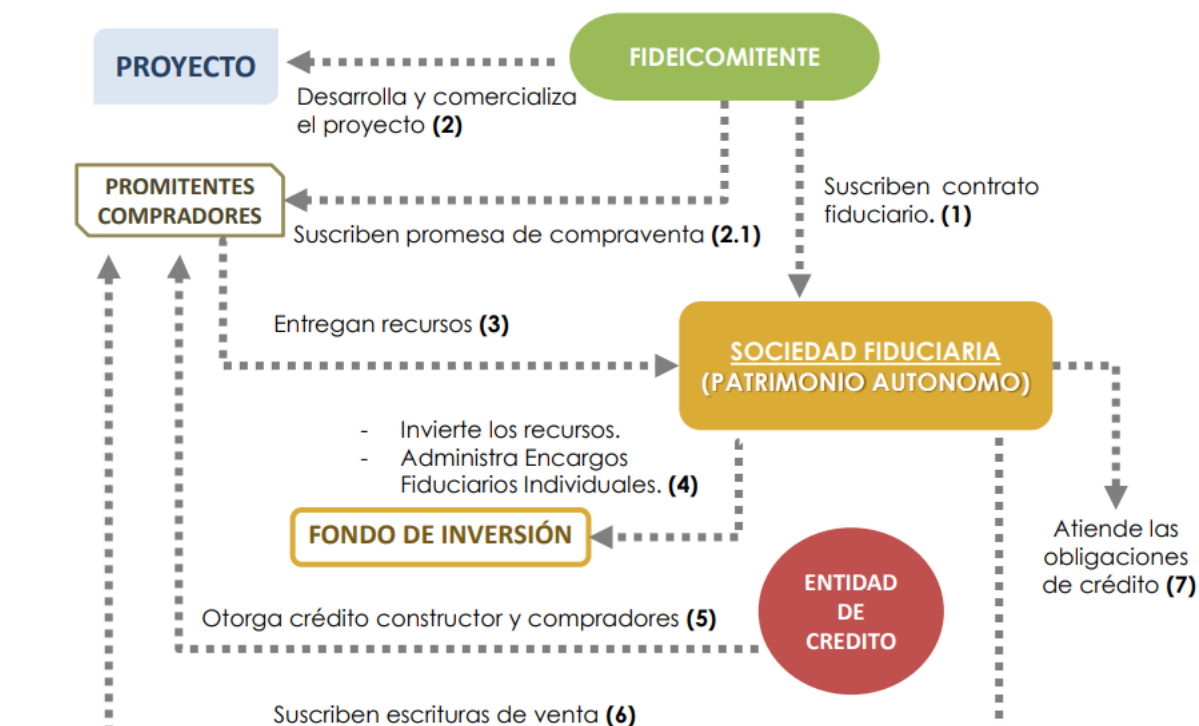 PROYECTO
FIDEICOMITENTE
Desarrolla y comercializa
el proyecto (2)
PROMITENTES
COMPRADORES
Suscriben contrato
fiduciario. (1)
Suscriben promesa de compraventa (2.1)
Entregan recursos (3)
SOCIEDAD FIDUCIARIA
(PATRIMONIO AUTONOMO)
- Invierte los recursos.
- Administra Encargos
Fiduciarios Individuales. (4)
FONDO DE INVERSIÓN
Atiende las
obligaciones
de crédito (7)
ENTIDAD
DE
CREDITO
Otorga crédito constructor y compradores (5)
Suscriben escrituras de venta (6)